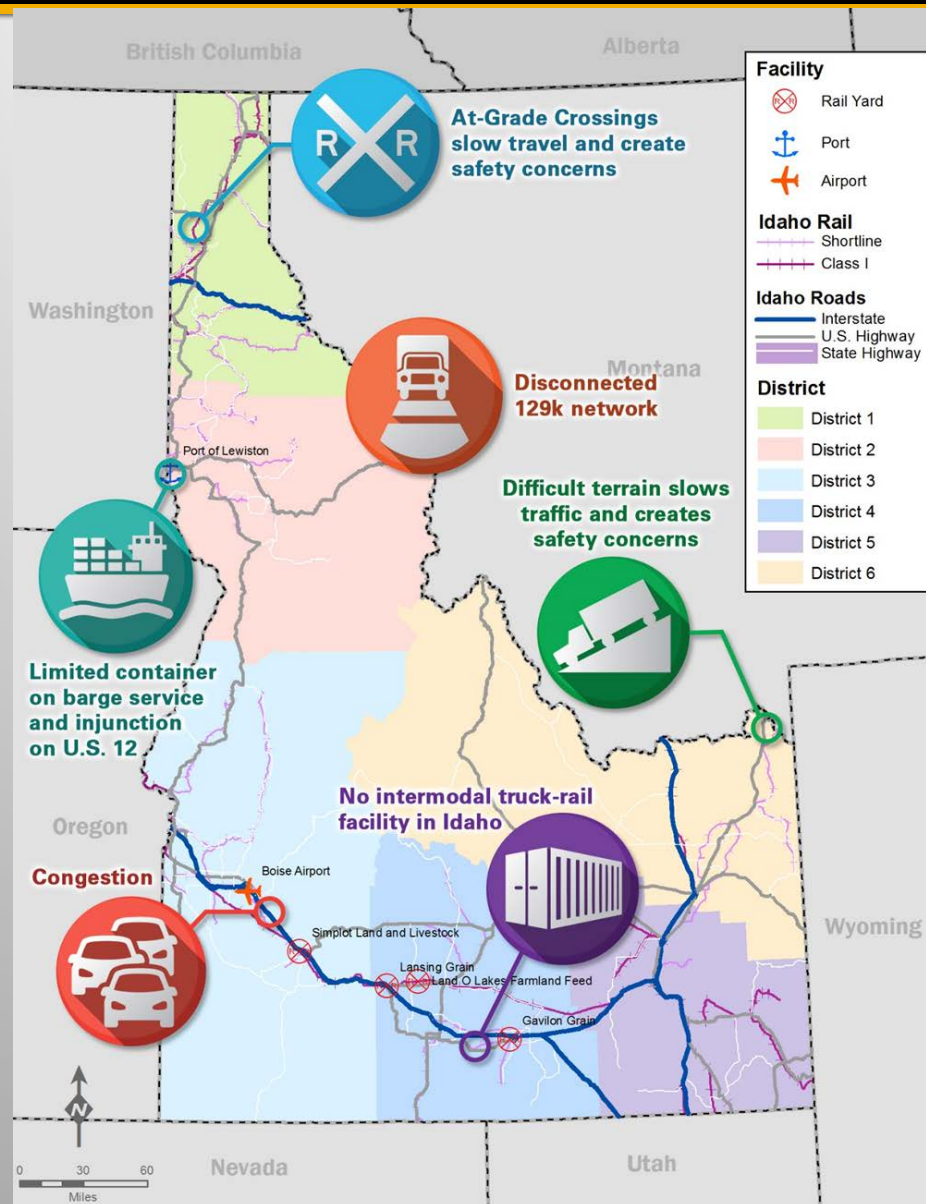 British Columbia
Alberta
R R
At-Grade Crossings
slow travel and create
safety concerns
Facility
Rail Yard
Port
Airport
Idaho Rail
Shortline
Class I
Idaho Roads
Interstate
U.S. Highway
State Highway
District
District 1
District 2
District 3
District 4
District 5
District 6
Washington
Montana
Disconnected
129k network
Port of Lewiston
Difficult terrain slows
traffic and creates
safety concerns
Limited container
on barge service
and injunction
on U.S. 12
No intermodal truck-rail
facility in Idaho
Oregon
Congestion
Boise Airport
Simplot Land and Livestock
Lansing Grain
Land O Lakes Farmland Feed
Gavilon Grain
Wyoming
N
0 30 60
Miles
Nevada
Utah